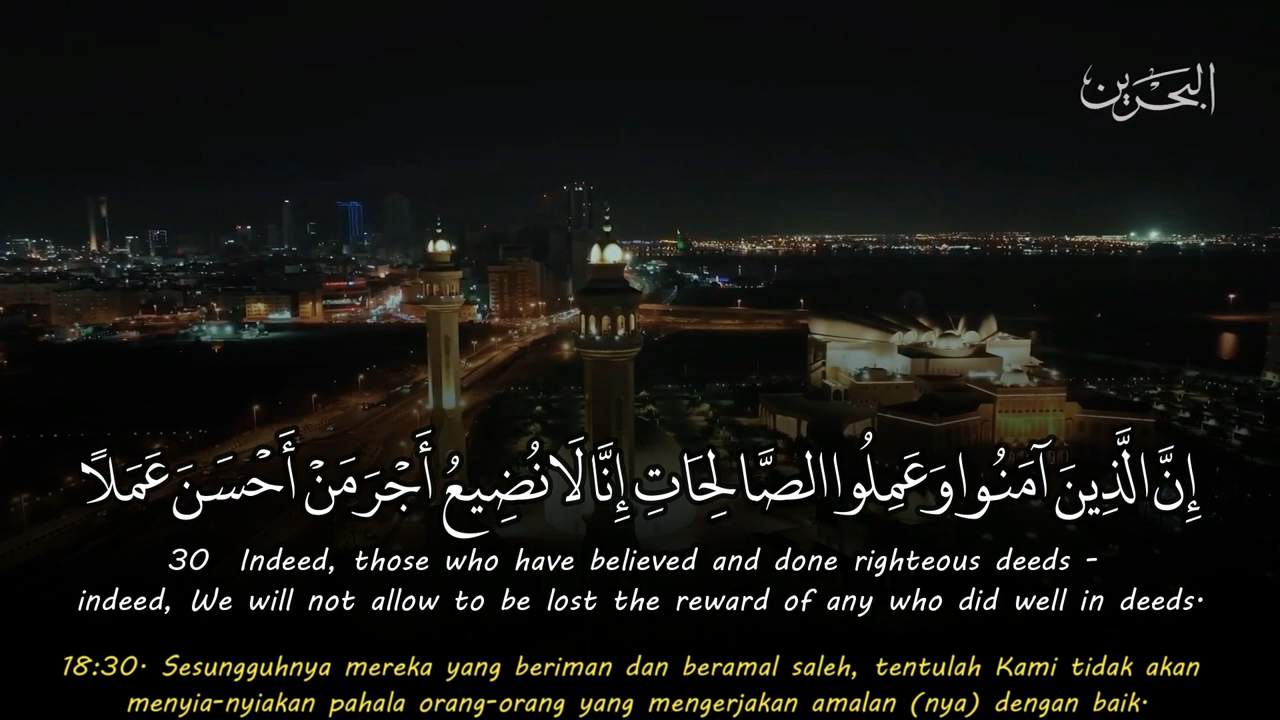 البحرين
إِنَّ الَّذِينَ آمَنُوا وَعَمِلُوا الصَّالِحَاتِ إِنَّا لَا نُضِيعُ أَجْرَ مَنْ أَحْسَنَ عَمَلًا
30 Indeed, those who have believed and done righteous deeds -
indeed, We will not allow to be lost the reward of any who did well in deeds.
18:30. Sesungguhnya mereka yang beriman dan beramal saleh, tentulah Kami tidak akan
menyia-nyiakan pahala orang-orang yang mengerjakan amalan (nya) dengan baik.